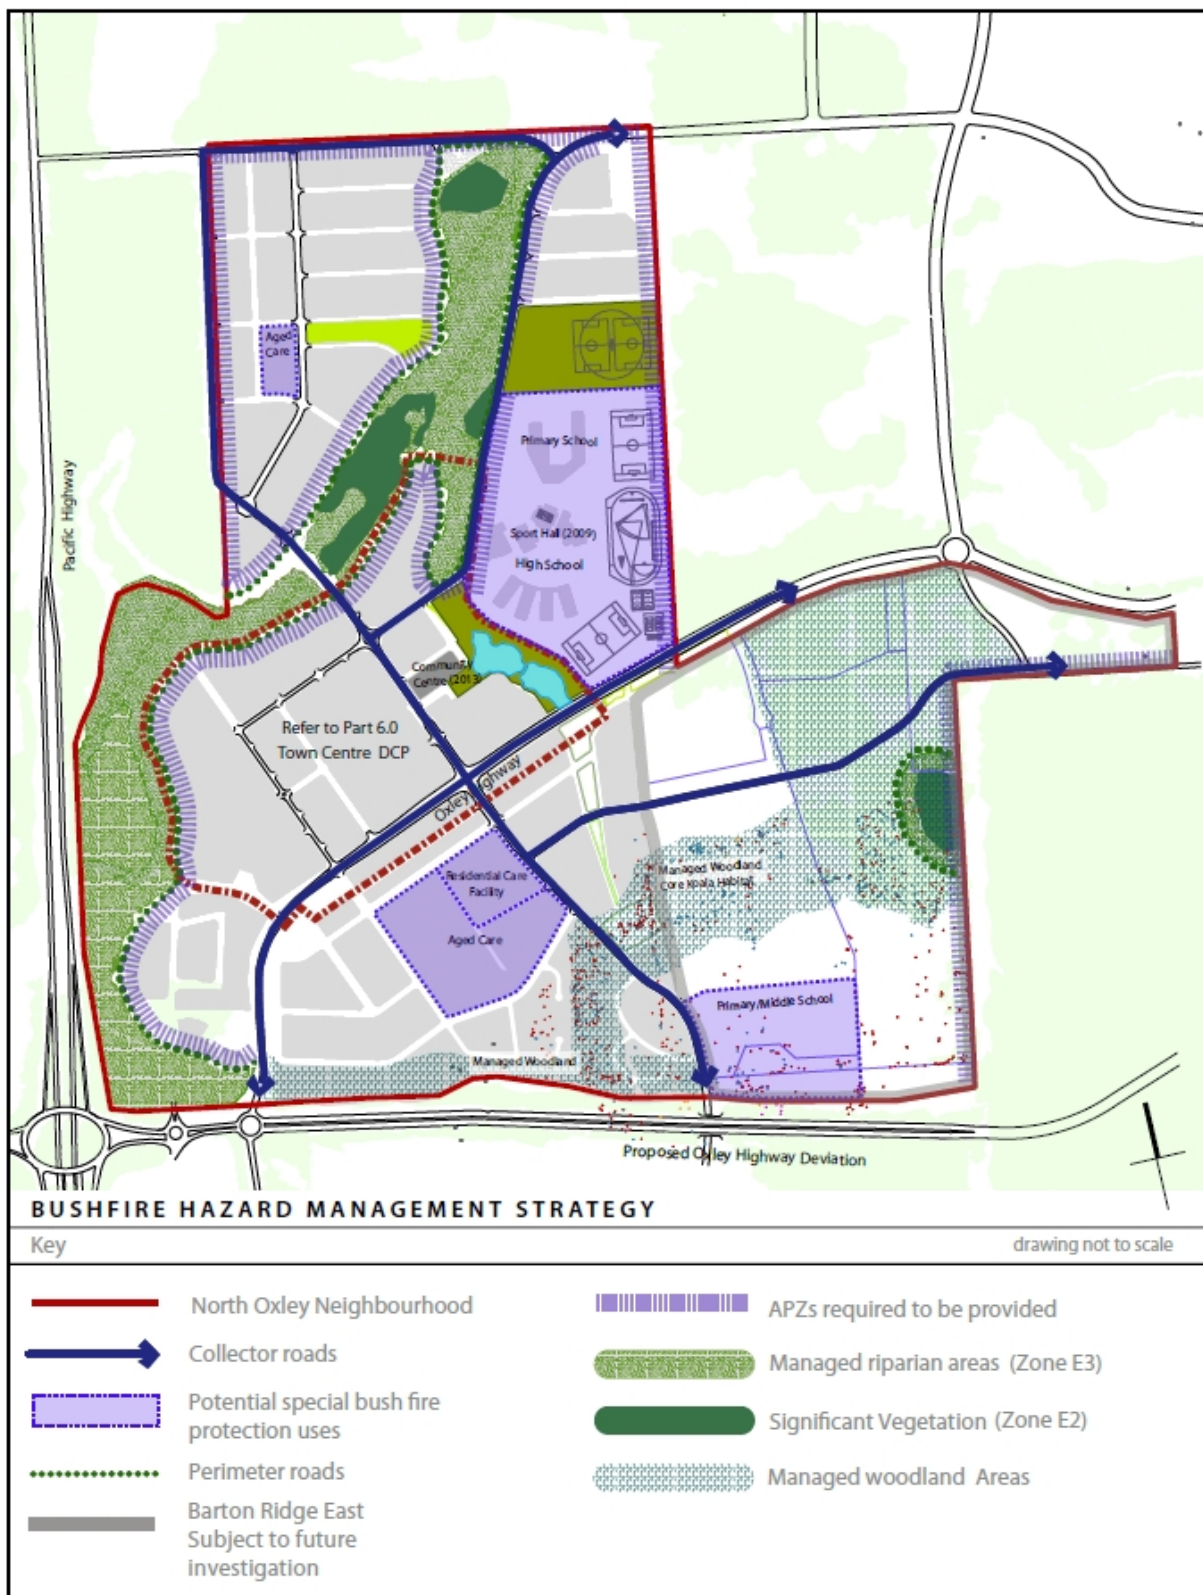 Aged
Care
Primary School
Sport Hall (2009)
High School
Pacific Highway
Community
Centre (2013)
Refer to Part 6.0
Town Centre DCP
Oxley Highway
Managed Woodland
Core Koala Habitat
Residential Care
Facility
Aged Care
Primary/Middle School
Managed Woodland
Proposed Oxley Highway Deviation
BUSHFIRE HAZARD MANAGEMENT STRATEGY
Key
drawing not to scale
North Oxley Neighbourhood
Collector roads
Potential special bush fire
protection uses
Perimeter roads
Barton Ridge East
Subject to future
investigation
APZs required to be provided
Managed riparian areas (Zone E3)
Significant Vegetation (Zone E2)
Managed woodland Areas